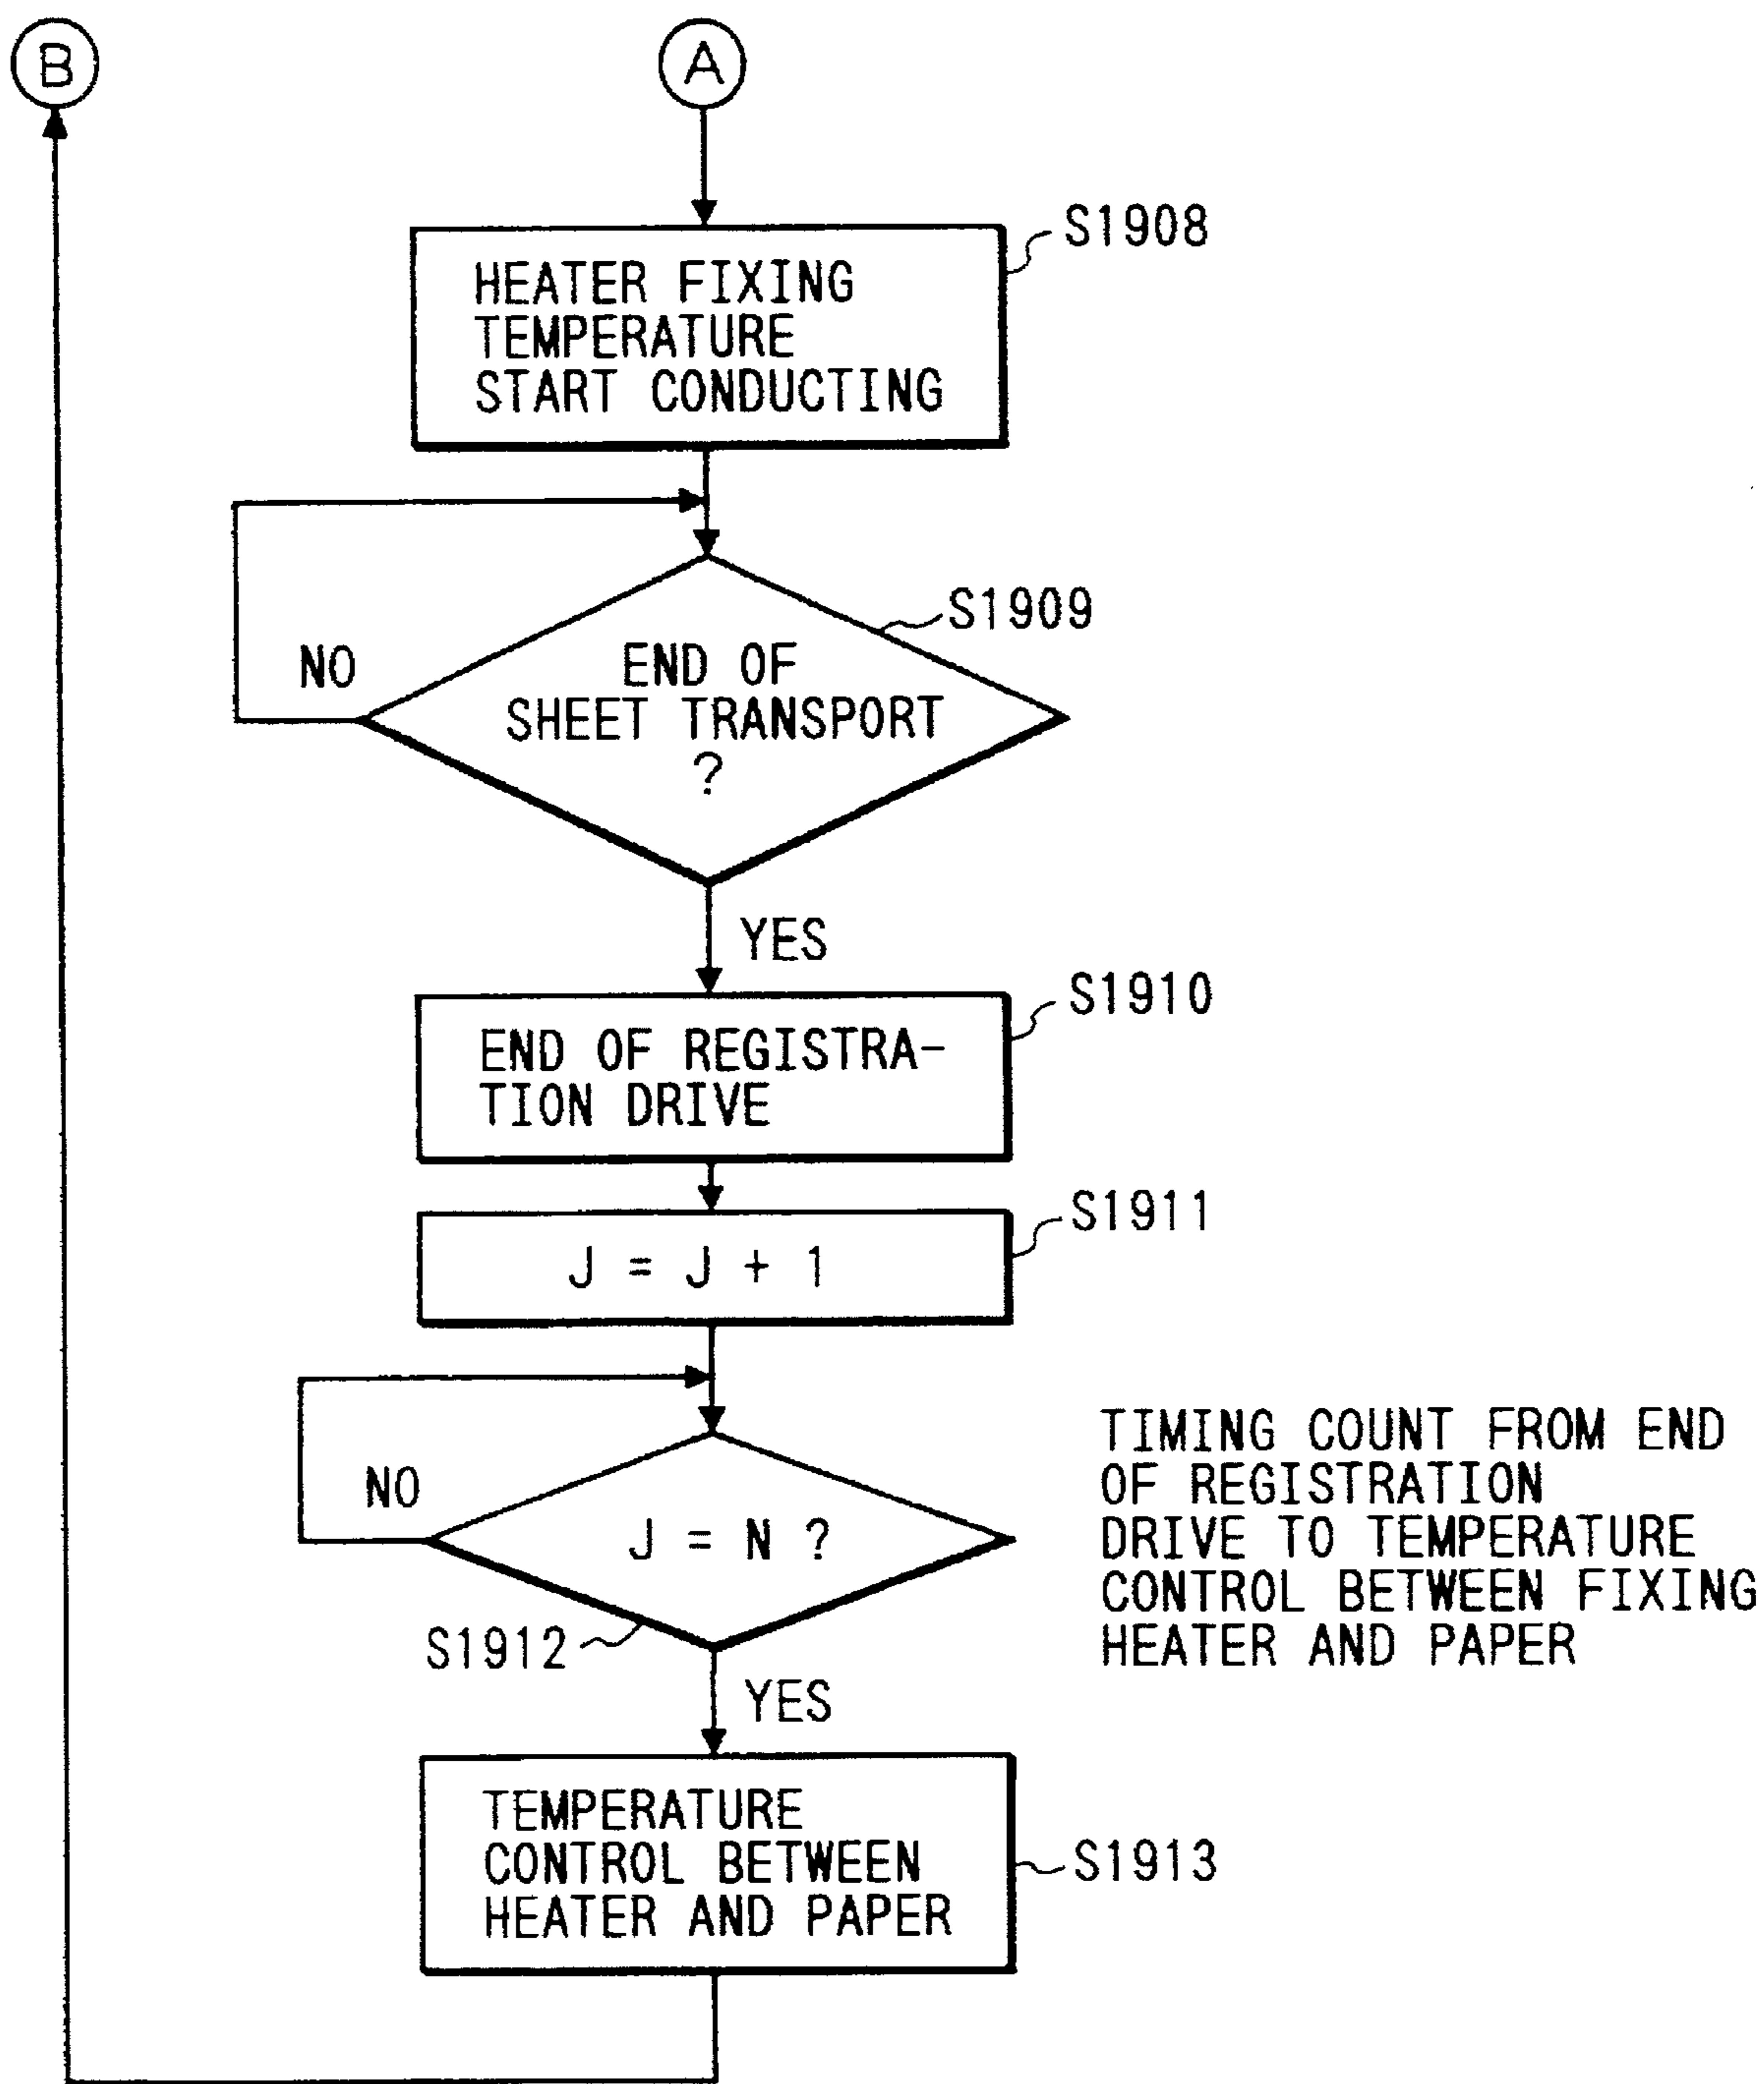 B
A
S1908
HEATER FIXING
TEMPERATURE
START CONDUCTING
S1909
NO
END OF
SHEET TRANSPORT
?
YES
S1910
END OF REGISTRA-
TION DRIVE
S1911
J = J + 1
NO
J = N ?
S1912
YES
TIMING COUNT FROM END
OF REGISTRATION
DRIVE TO TEMPERATURE
CONTROL BETWEEN FIXING
HEATER AND PAPER
TEMPERATURE
CONTROL BETWEEN
HEATER AND PAPER
S1913